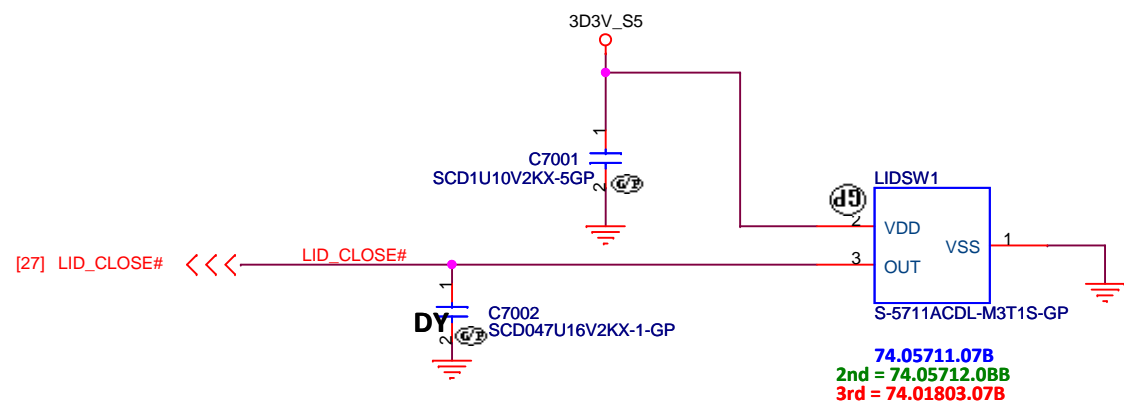 3D3V_S5
1
C7001
SCD1U10V2KX-5GP
2
G/P
LIDSW1
GP
2
VDD
VSS
1
[27] LID_CLOSE#
LID_CLOSE#
3
OUT
1
C7002
DY
SCD047U16V2KX-1-GP
2
G/P
S-5711ACDL-M3T1S-GP
74.05711.07B
2nd = 74.05712.0BB
3rd = 74.01803.07B